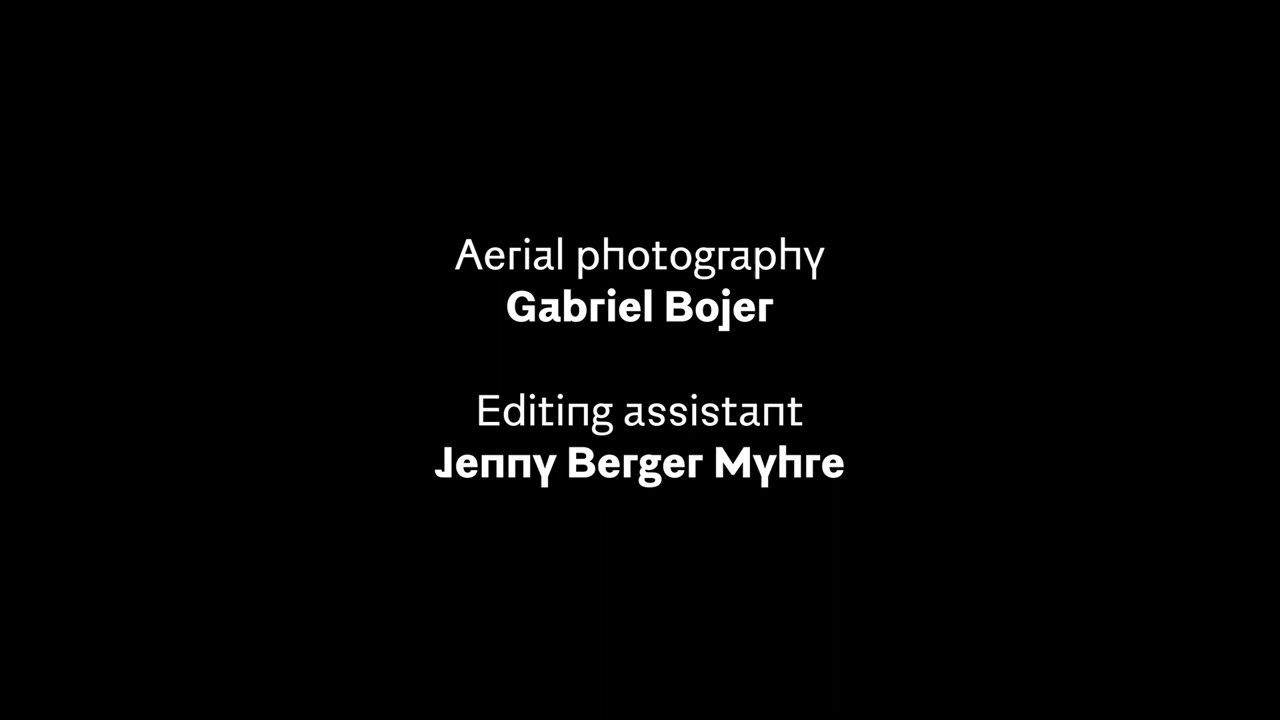 Aerial photography
Gabriel Bojer
Editing assistant
Jenny Berger Myhre